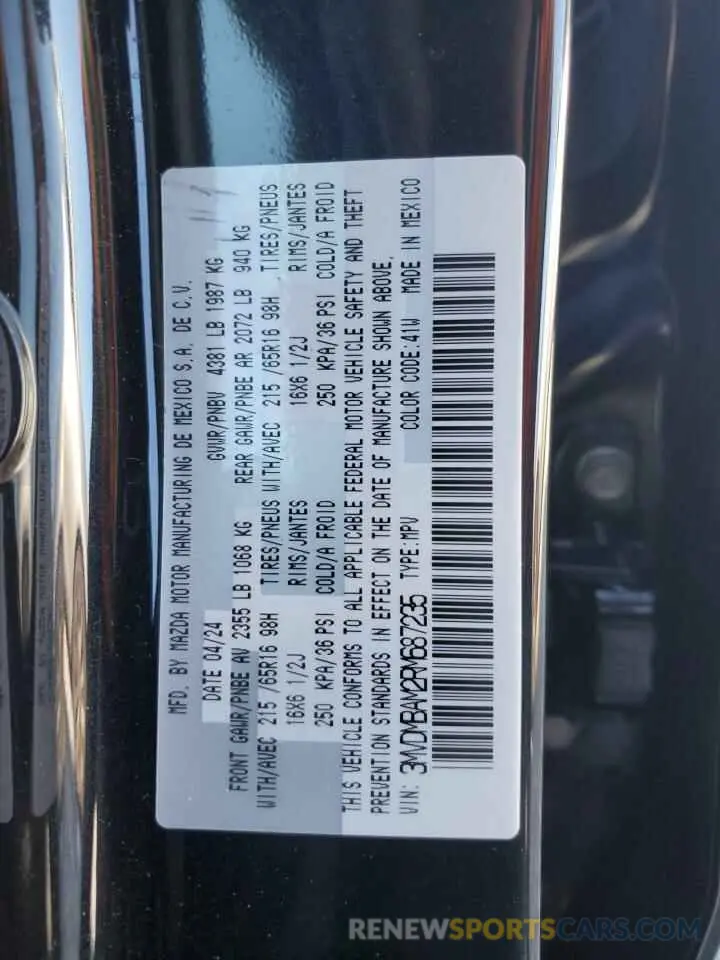 MFD. BY MAZDA MOTOR MANUFACTURING DE MEXICO S.A. DE C.V.
DATE 04/24 GVWR/PNBV 4381 LB 1987 KG
FRONT GAWR/PNBE AV 2355 LB 1068 KG REAR GAWR/PNBE AR 2072 LB 940 KG
WITH/AVEC 215 /65R16 98H TIRES/PNEUS WITH/AVEC 215 /65R16 98H , TIRES/PNEUS
16X6 1/2J RIMS/JANTES 16X6 1/2J RIMS/JANTES
250 KPA/36 PSI COLD/A FROID 250 KPA/36 PSI COLD/A FROID
THIS VEHICLE CONFORMS TO ALL APPLICABLE FEDERAL MOTOR VEHICLE SAFETY AND THEFT
PREVENTION STANDARDS IN EFFECT ON THE DATE OF MANUFACTURE SHOWN ABOVE.
VIN: 3MVDMBAM2RM687235 TYPE:MPV COLOR CODE:41W MADE IN MEXICO
RENEWSPORTSCARS.COM